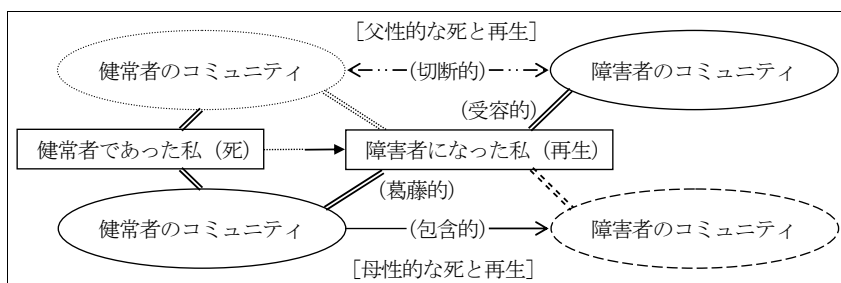 [父性的な死と再生]
健常者のコミュニティ
(切断的)
障害者のコミュニティ
(受容的)
健常者であった私（死）
障害者になった私（再生）
(葛藤的)
健常者のコミュニティ
(包含的)
障害者のコミュニティ
[母性的な死と再生]